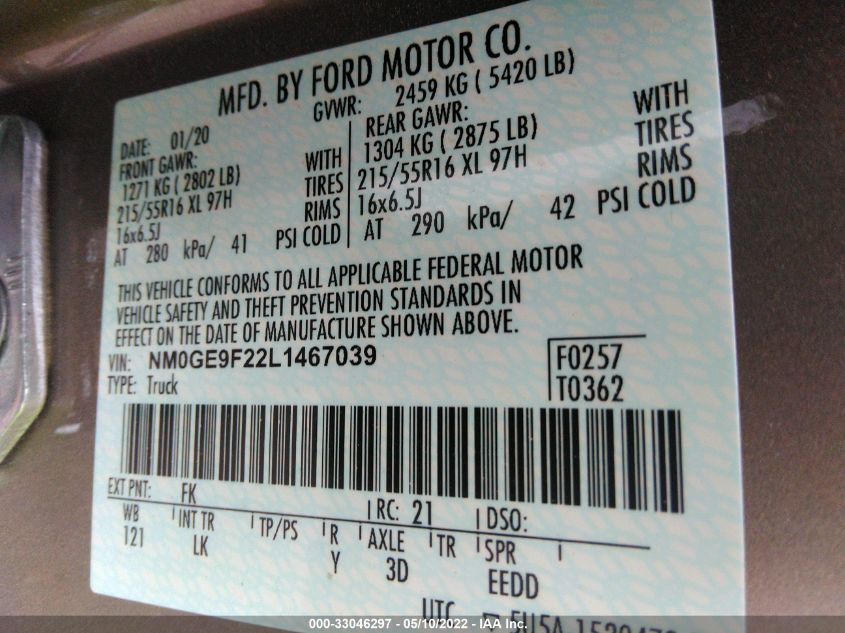 MFD. BY FORD MOTOR CO.
DATE: 01/20 GVWR: 2459 KG ( 5420 LB)
FRONT GAWR: REAR GAWR:
1271 KG ( 2802 LB) WITH 1304 KG ( 2875 LB) WITH
215/55R16 XL 97H TIRES 215/55R16 XL 97H TIRES
16x6.5J RIMS 16x6.5J RIMS
AT 280 kPa/ 41 PSI COLD AT 290 kPa/ 42 PSI COLD
THIS VEHICLE CONFORMS TO ALL APPLICABLE FEDERAL MOTOR
VEHICLE SAFETY AND THEFT PREVENTION STANDARDS IN
EFFECT ON THE DATE OF MANUFACTURE SHOWN ABOVE.
VIN: NM0GE9F22L1467039 F0257
TYPE: Truck T0362
EXT PNT: FK RC: 21 DSO:
WB INT TR TP/PS R AXLE TR SPR
121 LK Y 3D EEDD
UTC
000-33046297 - 05/10/2022 - IAA Inc.